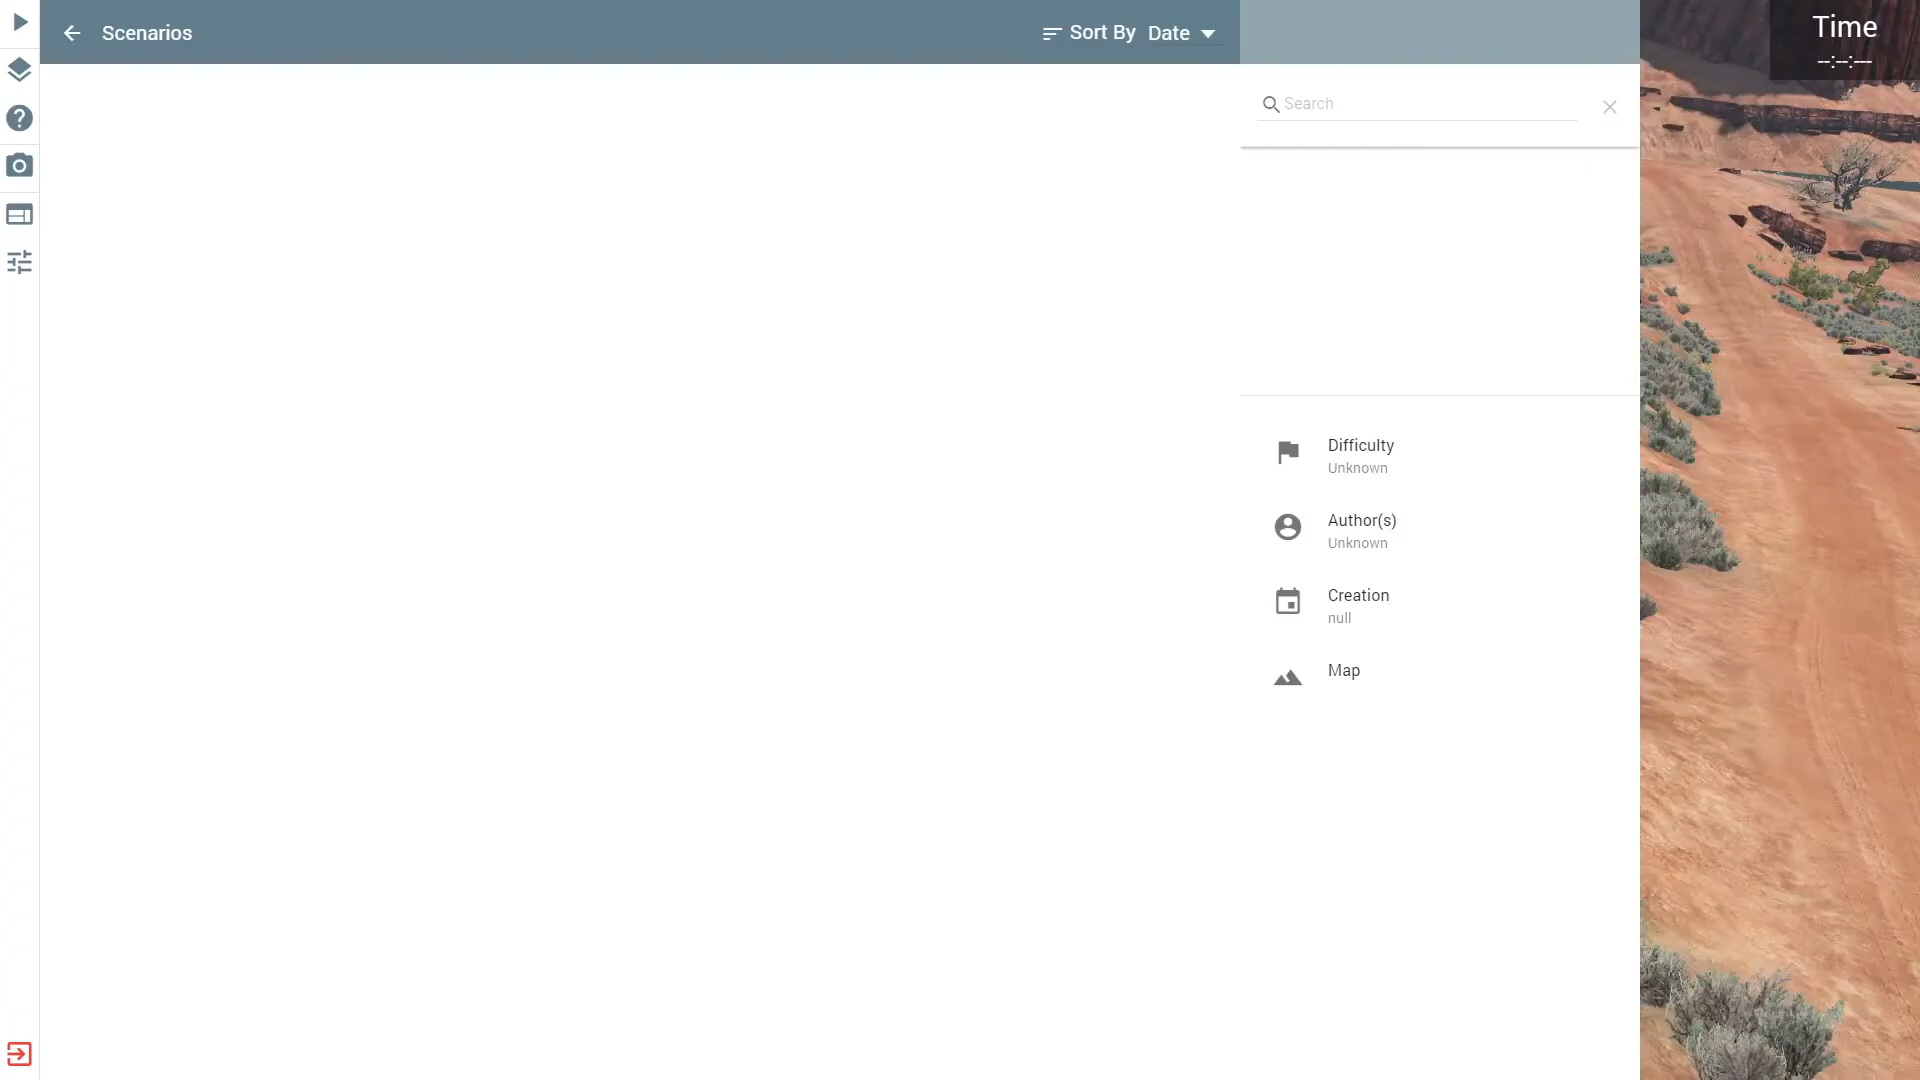 Scenarios
Sort By Date
Time
--:--:---
Search
Difficulty
Unknown
Author(s)
Unknown
Creation
null
Map